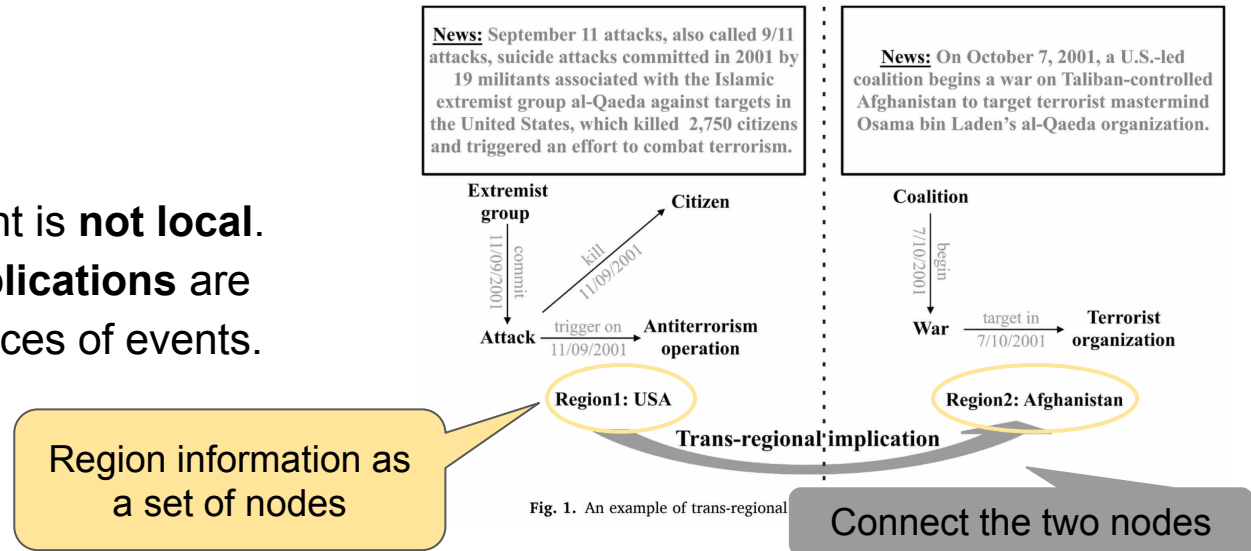 News: September 11 attacks, also called 9/11
attacks, suicide attacks committed in 2001 by
19 militants associated with the Islamic
extremist group al-Qaeda against targets in
the United States, which killed 2,750 citizens
and triggered an effort to combat terrorism.
News: On October 7, 2001, a U.S.-led
coalition begins a war on Taliban-controlled
Afghanistan to target terrorist mastermind
Osama bin Laden's al-Qaeda organization.
nt is not local.
plications are
ces of events.
Extremist
group
Citizen
commit
11/09/2001
kill
11/09/2001
Attack
trigger on
11/09/2001
Antiterrorism
operation
Region1: USA
Coalition
begin
7/10/2001
War
target in
7/10/2001
Terrorist
organization
Region2: Afghanistan
Trans-regional implication
Region information as
a set of nodes
Fig. 1. An example of trans-regional
Connect the two nodes